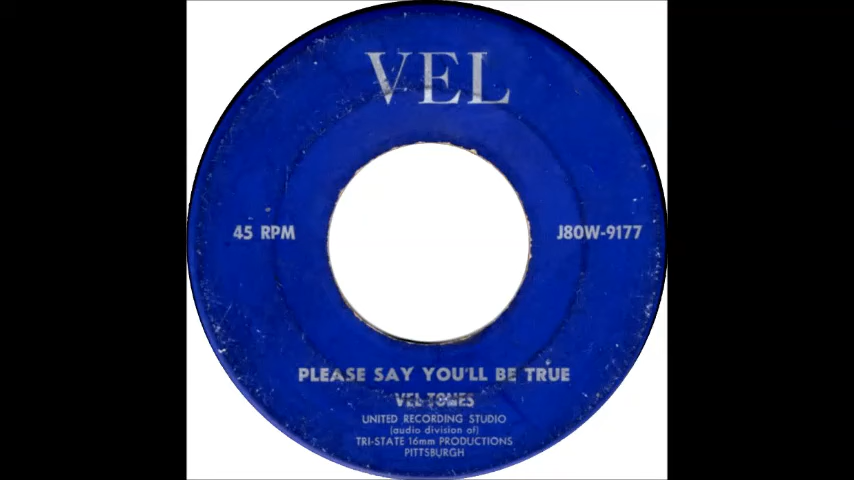 VEL
45 RPM
J80W-9177
PLEASE SAY YOU'LL BE TRUE
VEL-TONES
UNITED RECORDING STUDIO
(audio division of)
TRI-STATE 16mm PRODUCTIONS
PITTSBURGH